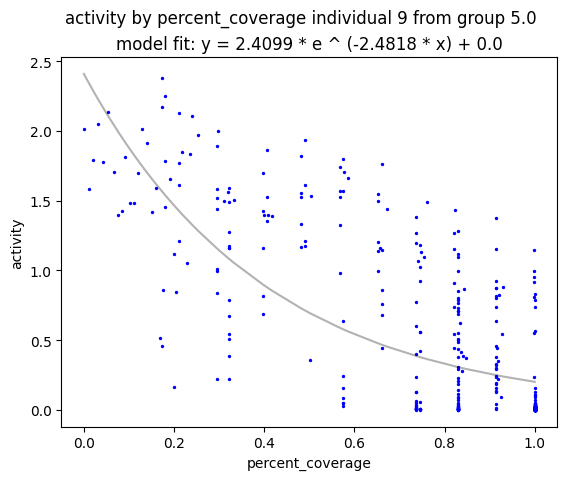 activity by percent_coverage individual 9 from group 5.0
model fit: y = 2.4099 * e ^ (-2.4818 * x) + 0.0
2.5
2.0
1.5
1.0
0.5
0.0
activity
0.0 0.2 0.4 0.6 0.8 1.0
percent_coverage